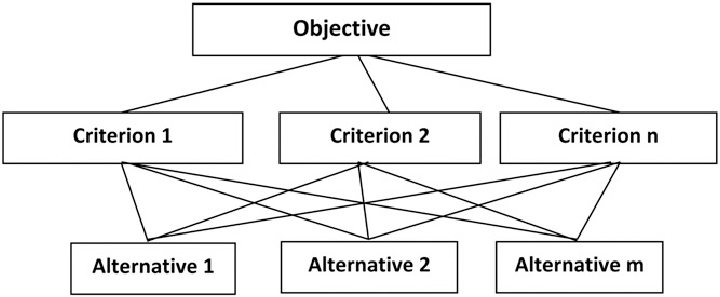 Objective
Criterion 1
Criterion 2
Criterion n
Alternative 1
Alternative 2
Alternative m